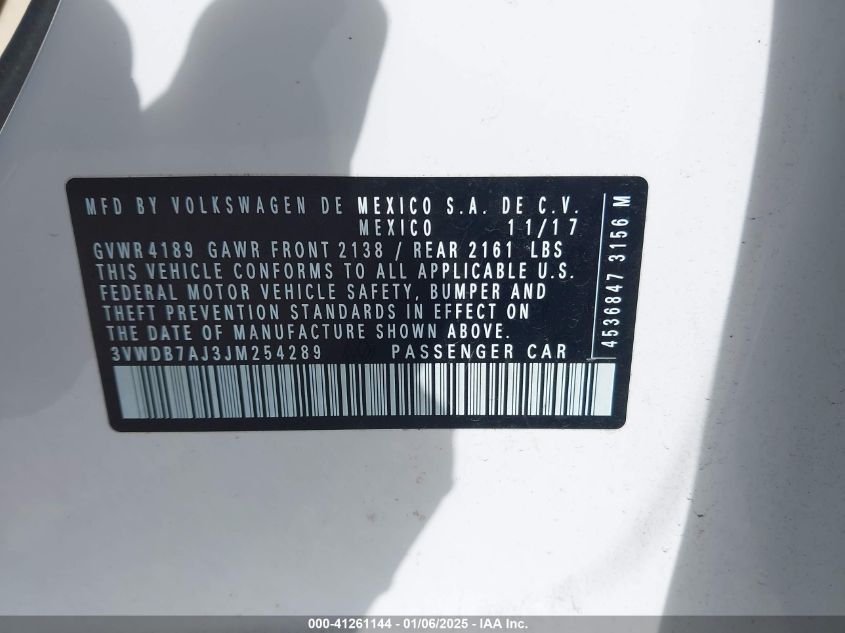 MFD BY VOLKSWAGEN DE MEXICO S.A. DE C.V.
MEXICO 11/17
GVWR 4189 GAWR FRONT 2138 / REAR 2161 LBS
THIS VEHICLE CONFORMS TO ALL APPLICABLE U.S.
FEDERAL MOTOR VEHICLE SAFETY, BUMPER AND
THEFT PREVENTION STANDARDS IN EFFECT ON
THE DATE OF MANUFACTURE SHOWN ABOVE.
3VWDB7AJ3JM254289 PASSENGER CAR
4536847 3156 M
000-41261144 - 01/06/2025 - IAA Inc.